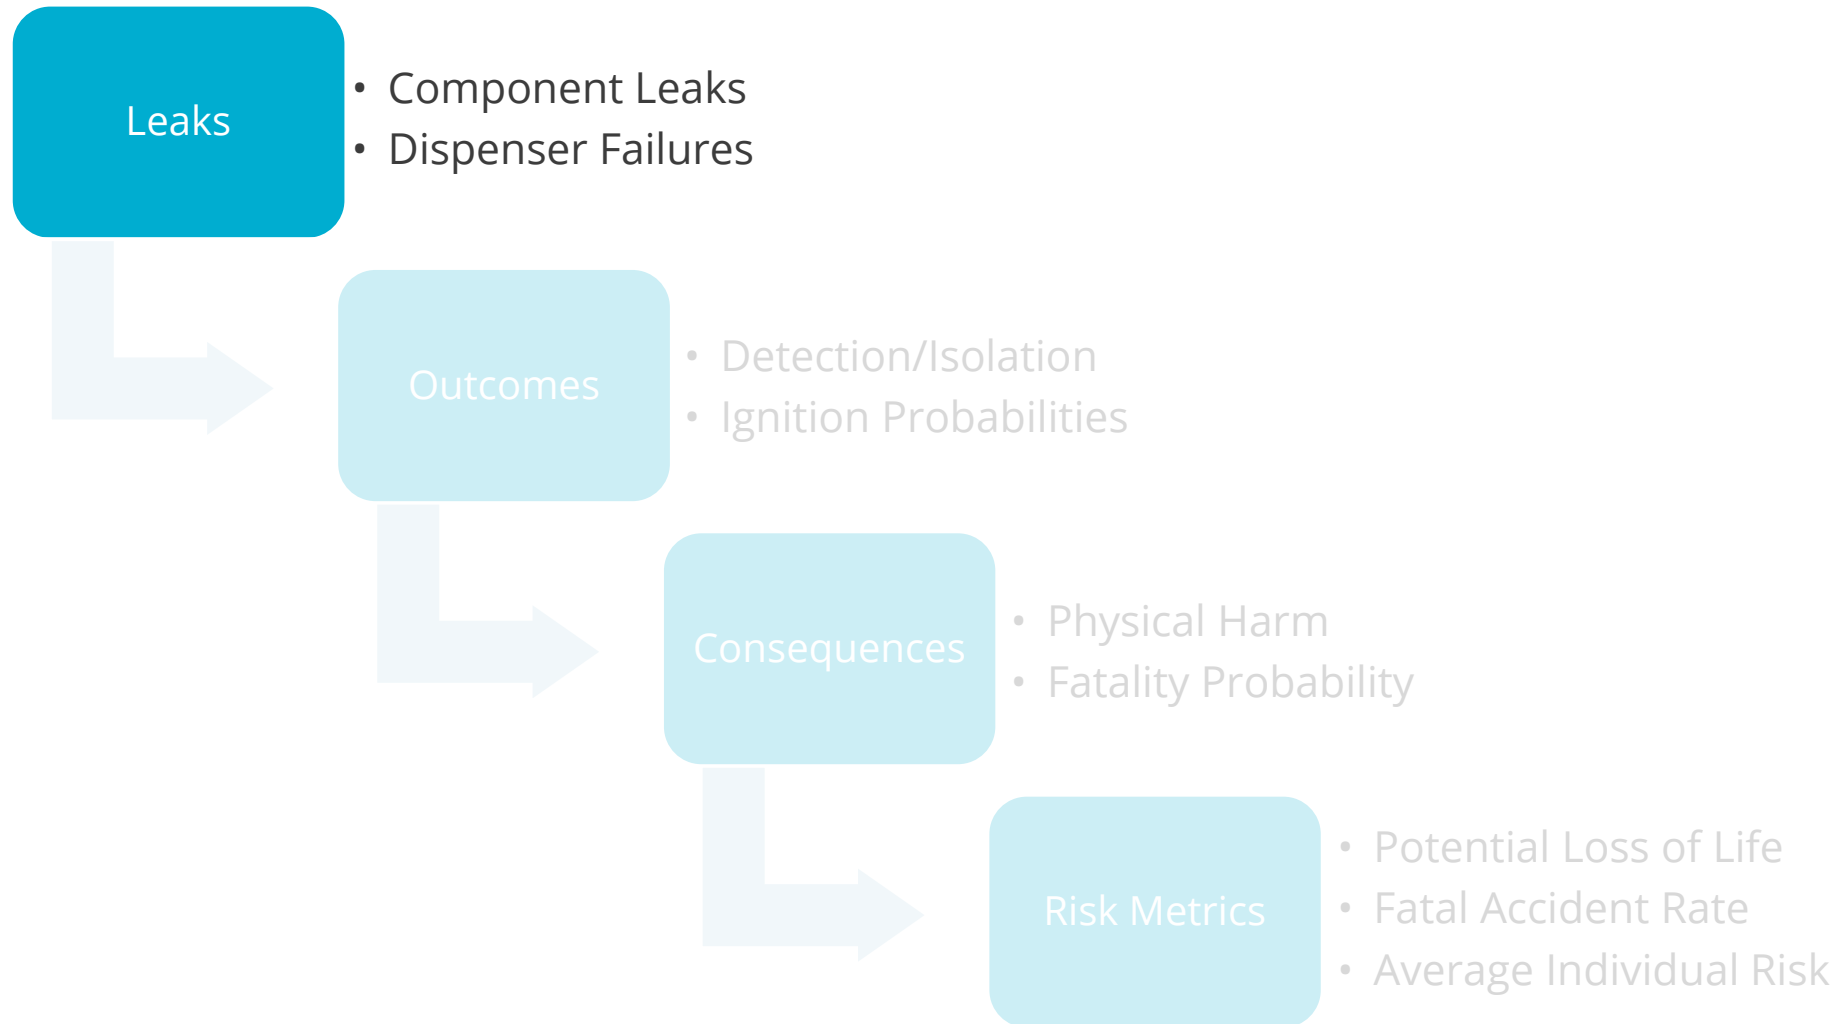 Leaks
• Component Leaks
• Dispenser Failures
Outcomes
• Detection/Isolation
• Ignition Probabilities
Consequences
• Physical Harm
• Fatality Probability
Risk Metrics
• Potential Loss of Life
• Fatal Accident Rate
• Average Individual Risk